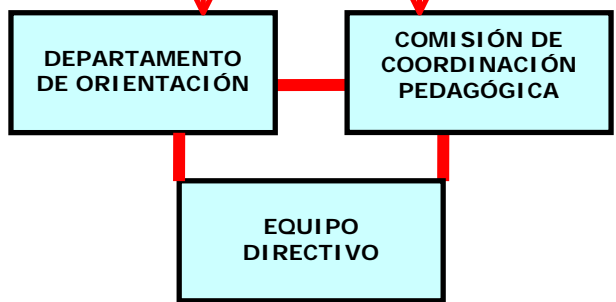 DEPARTAMENTO
DE ORIENTACIÓN
COMISIÓN DE
COORDINACIÓN
PEDAGÓGICA
EQUIPO
DIRECTIVO